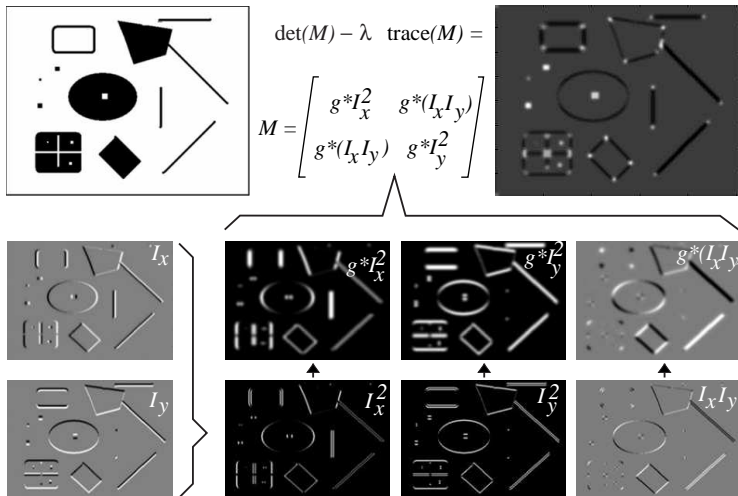 det(M) − λ trace(M) =
M = [ g*I_x^2 g*(I_xI_y)
g*(I_xI_y) g*I_y^2 ]
I_x g*I_x^2 g*I_y^2 g*(I_xI_y
I_y I_x^2 I_y^2 I_xI_y